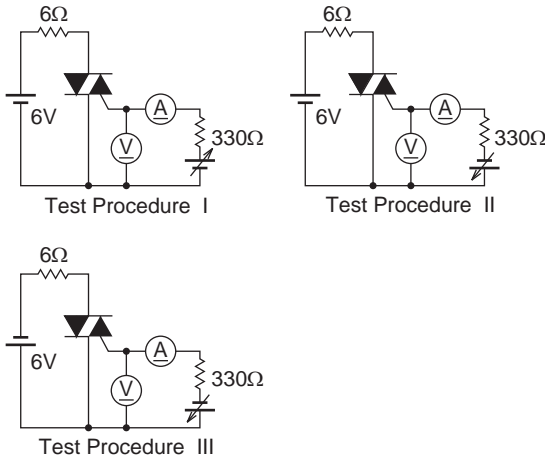 6Ω
6V
A
V
330Ω
Test Procedure I
6Ω
6V
A
V
330Ω
Test Procedure II
6Ω
6V
A
V
330Ω
Test Procedure III